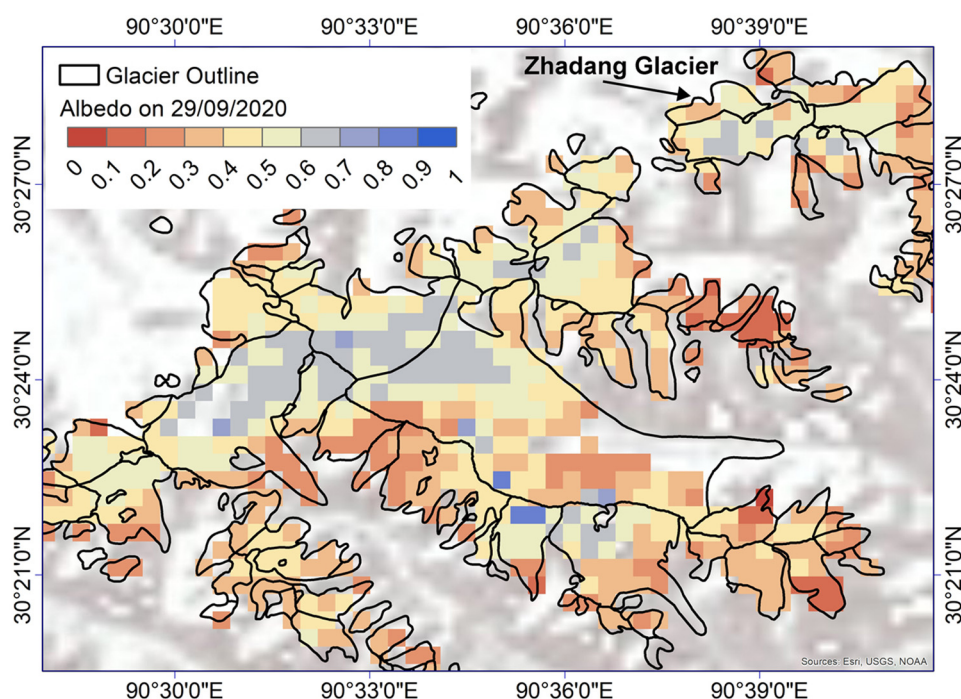 90°30'0"E 90°33'0"E 90°36'0"E 90°39'0"E
Glacier Outline
Albedo on 29/09/2020
0 0.1 0.2 0.3 0.4 0.5 0.6 0.7 0.8 0.9 1
Zhadang Glacier
30°27'0"N 30°27'0"N
30°24'0"N 30°24'0"N
30°21'0"N 30°21'0"N
Sources: Esri, USGS, NOAA
90°30'0"E 90°33'0"E 90°36'0"E 90°39'0"E